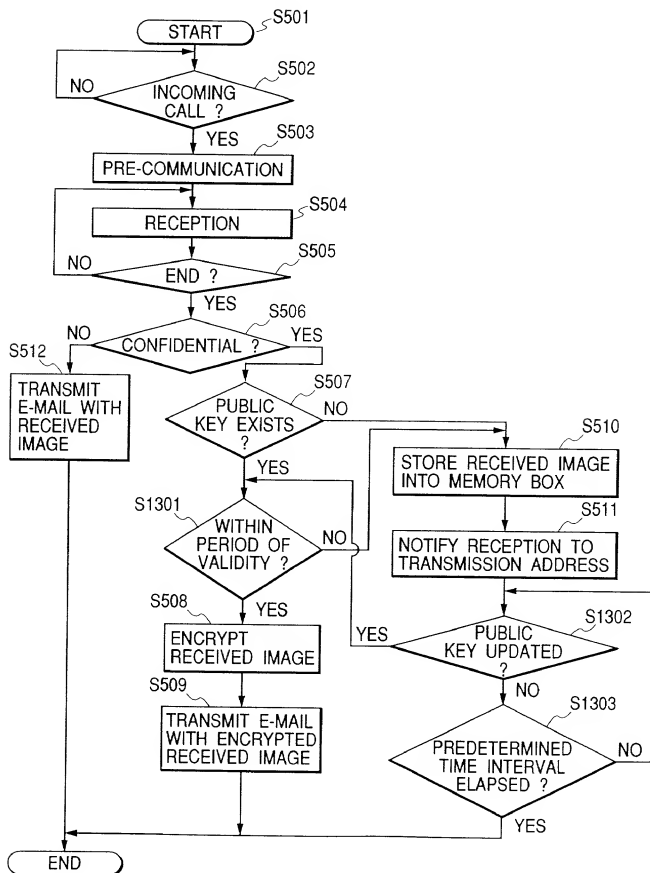 START
S501
S502
NO
INCOMING
CALL ?
YES
S503
PRE-COMMUNICATION
S504
RECEPTION
S505
NO
END ?
YES
S506
NO
CONFIDENTIAL ?
YES
S512
TRANSMIT
E-MAIL WITH
RECEIVED
IMAGE
S507
PUBLIC
KEY EXISTS
?
NO
YES
S510
STORE RECEIVED IMAGE
INTO MEMORY BOX
S511
NOTIFY RECEPTION TO
TRANSMISSION ADDRESS
S1301
WITHIN
PERIOD OF
VALIDITY ?
NO
YES
S508
ENCRYPT
RECEIVED IMAGE
S509
TRANSMIT E-MAIL
WITH ENCRYPTED
RECEIVED IMAGE
S1302
YES
PUBLIC
KEY UPDATED
?
NO
S1303
PREDETERMINED
TIME INTERVAL
ELAPSED ?
NO
YES
END